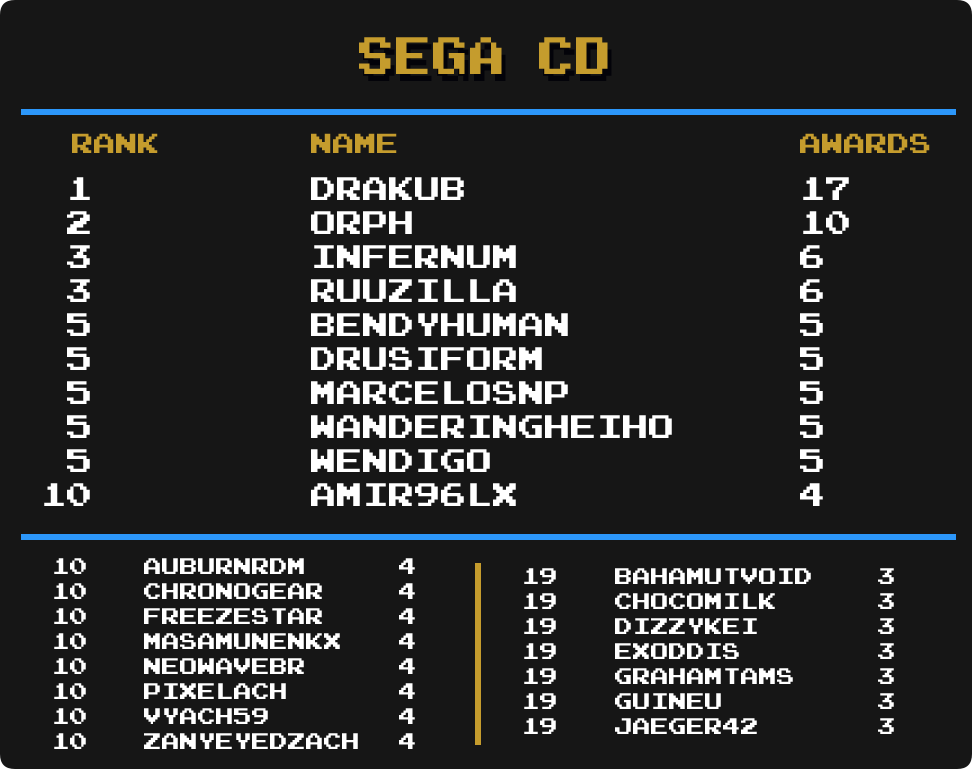 SEGA CD
RANK NAME AWARDS
1 DRAKUB 17
2 ORPH 10
3 INFERNUM 6
3 RUUZILLA 6
5 BENDYHUMAN 5
5 DRUSIFORM 5
5 MARCELOSNP 5
5 WANDERINGHEIHO 5
5 WENDIGO 5
10 AMIR96LX 4
10 AUBURNRDM 4
10 CHRONOGEAR 4
10 FREEZESTAR 4
10 MASAMUNENKX 4
10 NEOWAVEBR 4
10 PIXELACH 4
10 VYACH59 4
10 ZANYEYEDZACH 4
19 BAHAMUTVOID 3
19 CHOCOMILK 3
19 DIZZYKEI 3
19 EXODDIS 3
19 GRAHAMTAMS 3
19 GUINEU 3
19 JAEGER42 3